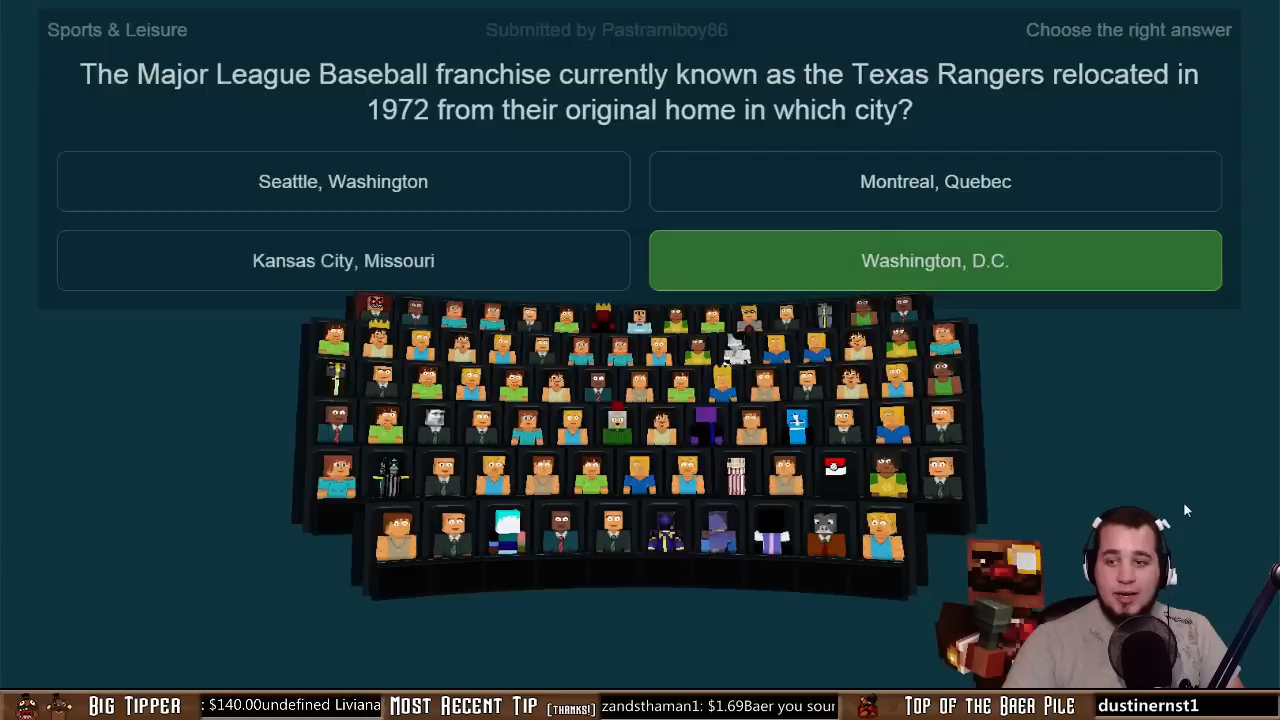 Sports & Leisure
Submitted by Pastramiboy86
Choose the right answer
The Major League Baseball franchise currently known as the Texas Rangers relocated in
1972 from their original home in which city?
Seattle, Washington
Montreal, Quebec
Kansas City, Missouri
Washington, D.C.
Big Tipper
: $140.00undefined Liviana
Most Recent Tip [Thanks!]
zandsthaman1: $1.69Baer you sour
Top of the Baer Pile
dustinernst1